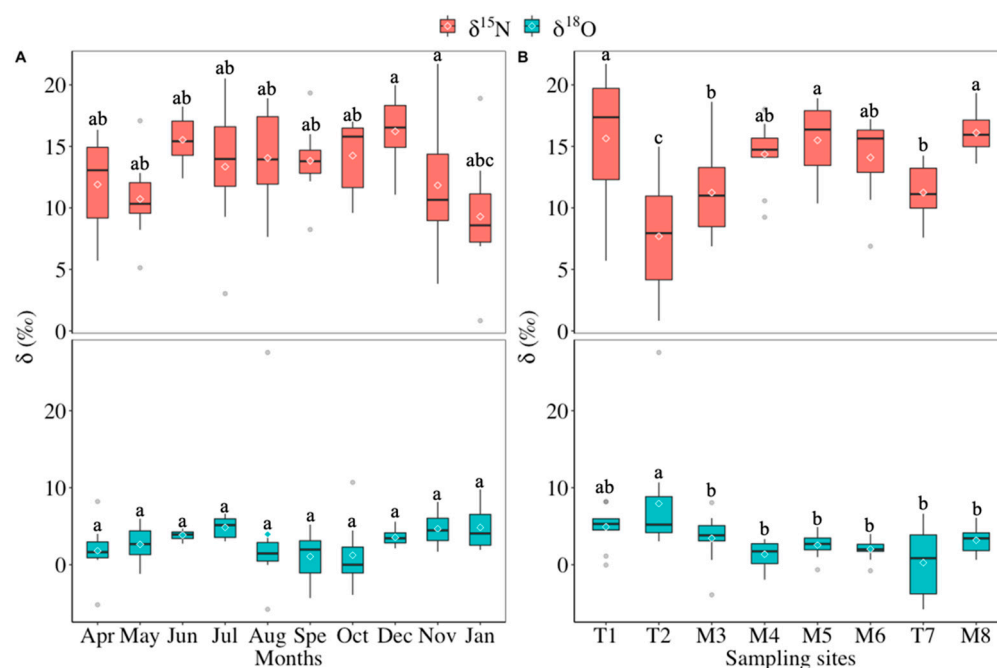 δ¹⁵N δ¹⁸O
A
ab ab ab ab ab ab ab a a abc
20
15
10
5
0
B
a c b ab a ab b a
20
15
10
5
0
δ (‰)
a a a a a a a a a a
20
10
0
Apr May Jun Jul Aug Spe Oct Dec Nov Jan
Months
δ (‰)
ab a b b b b b b
20
10
0
T1 T2 M3 M4 M5 M6 T7 M8
Sampling sites